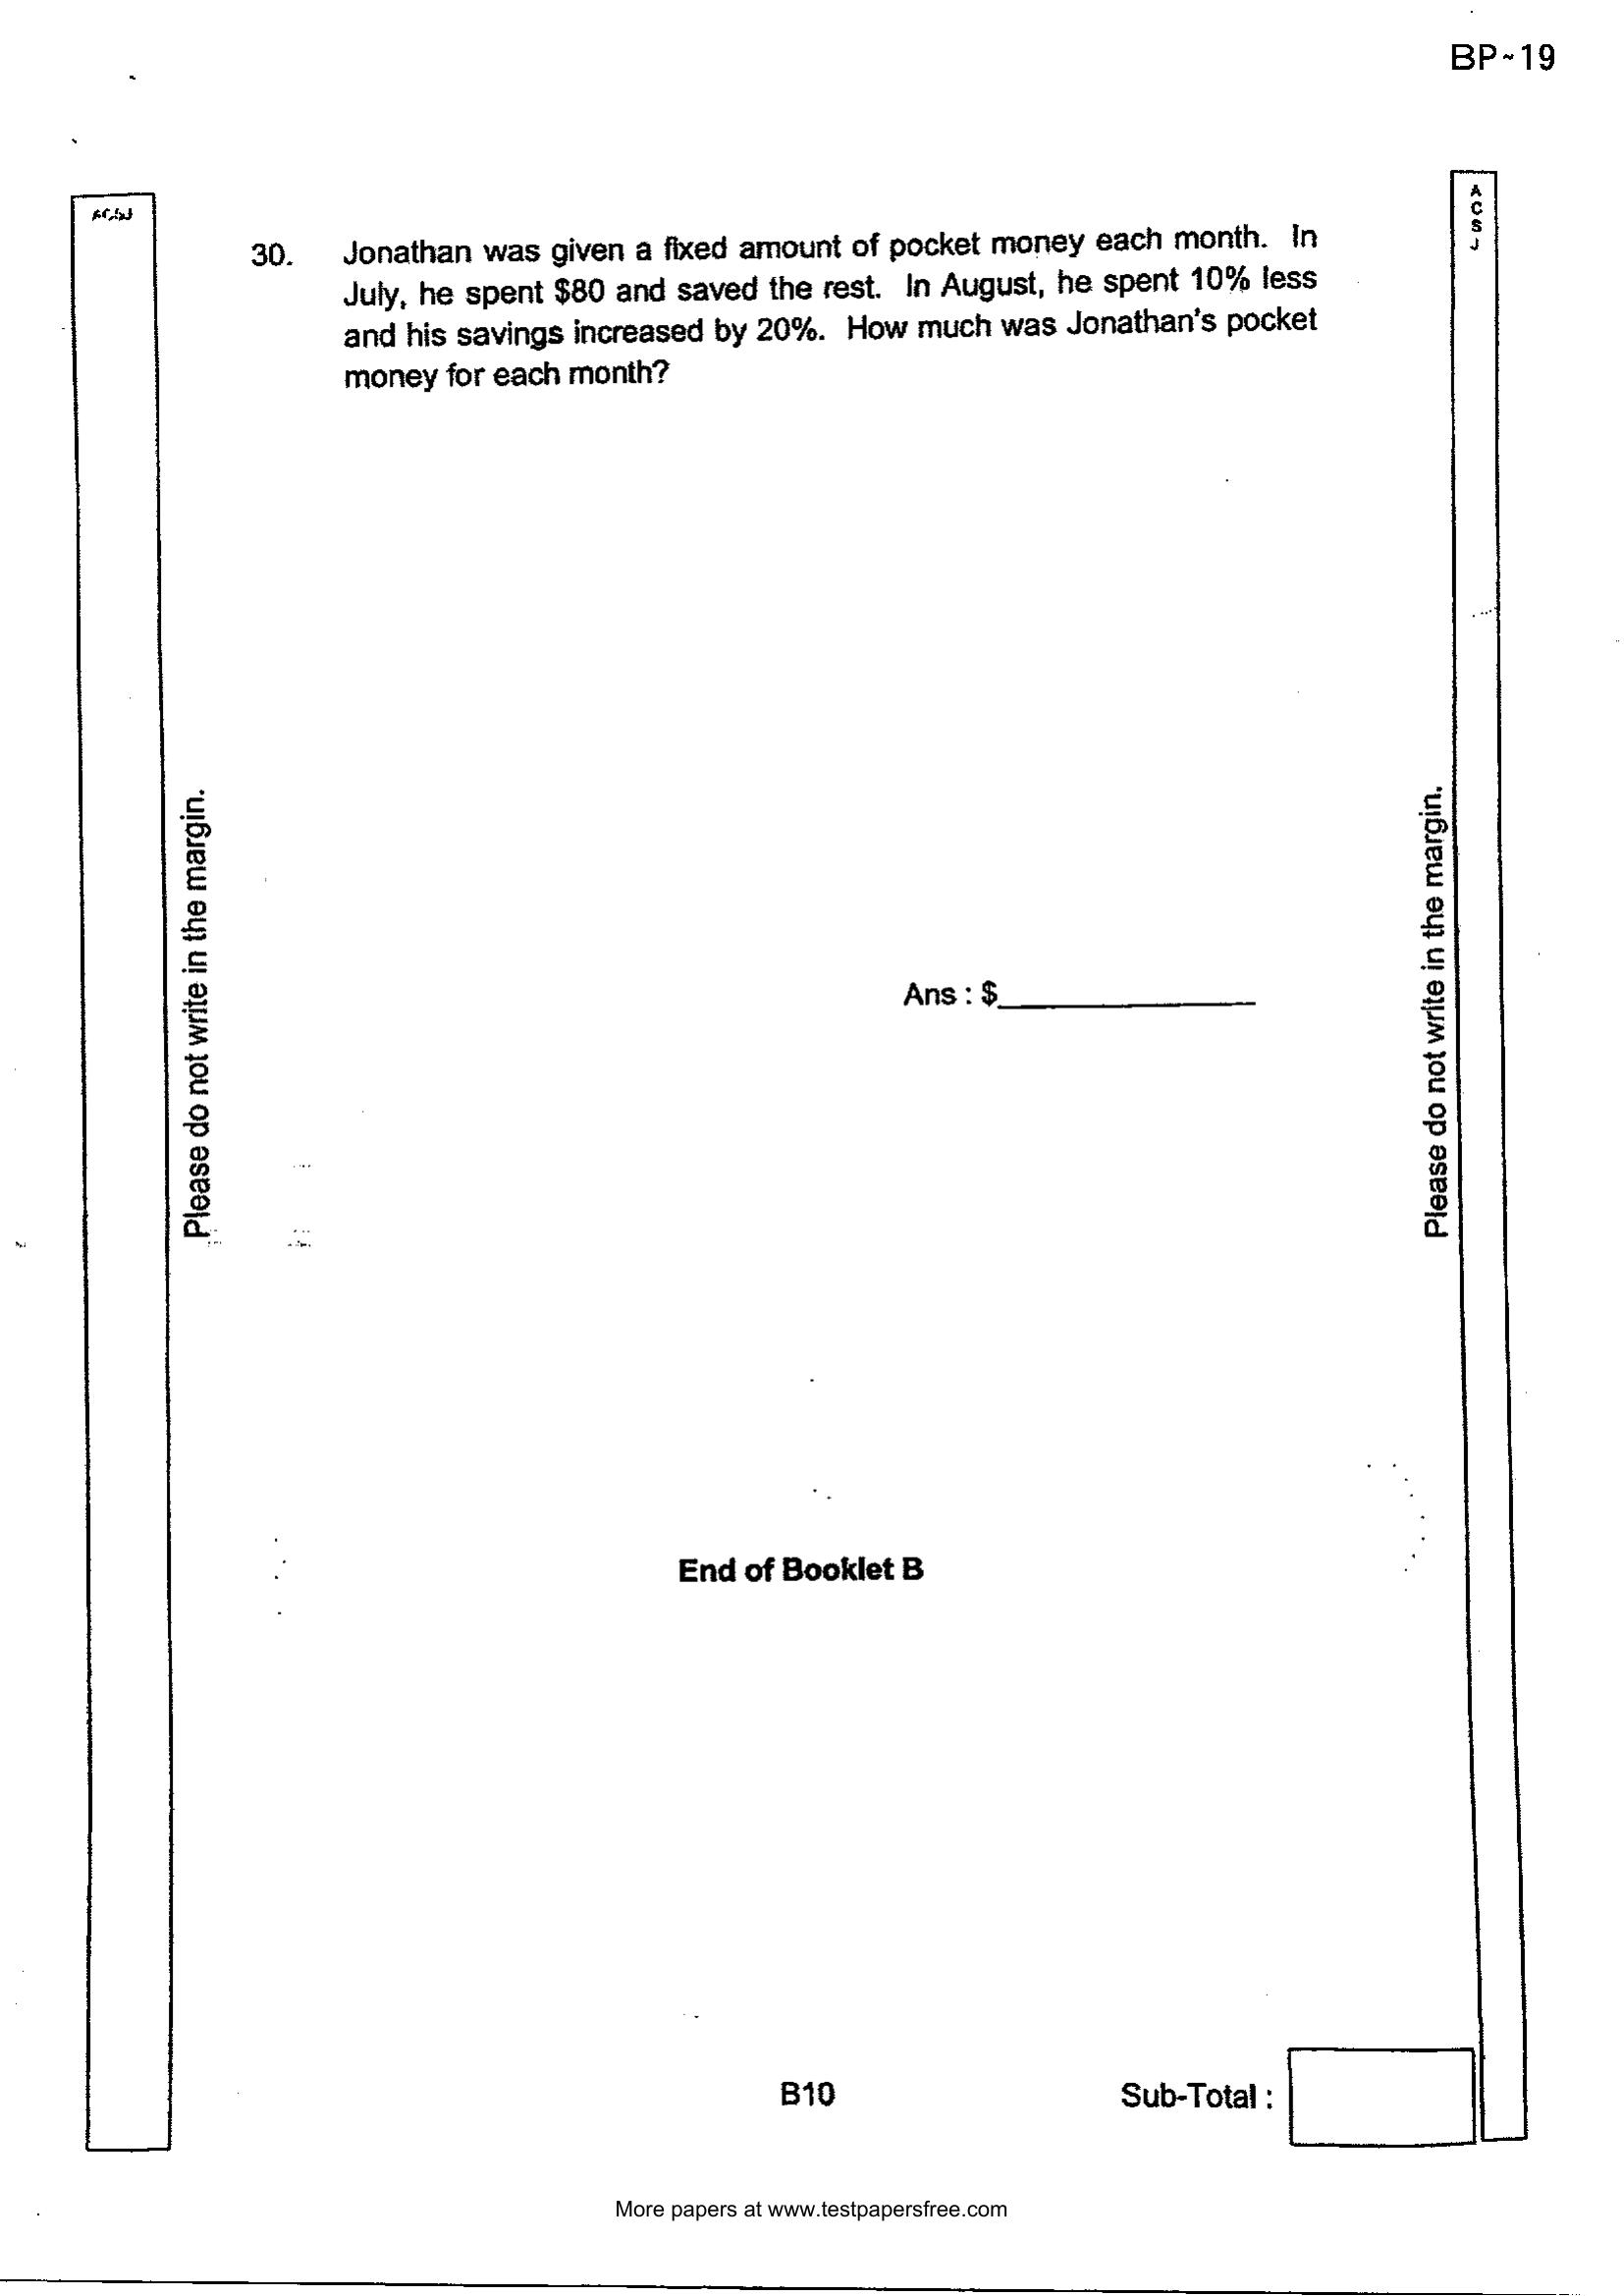 BP~19
ACSJ
A
C
S
J
30. Jonathan was given a fixed amount of pocket money each month. In
July, he spent $80 and saved the rest. In August, he spent 10% less
and his savings increased by 20%. How much was Jonathan's pocket
money for each month?
Please do not write in the margin.
Please do not write in the margin.
Ans : $
End of Booklet B
B10
Sub-Total :
More papers at www.testpapersfree.com